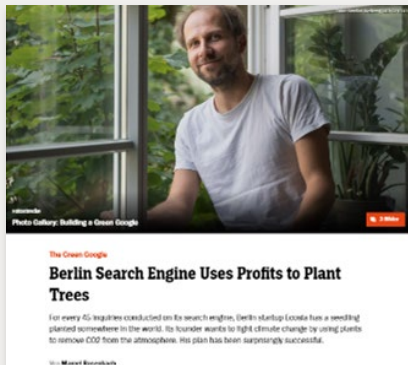 Photo Gallery: Building a Green Google
3 Bilder
The Green Google
Berlin Search Engine Uses Profits to Plant
Trees
For every 45 inquiries conducted on its search engine, Berlin startup Ecosia has a seedling
planted somewhere in the world. Its founder wants to fight climate change by using plants
to remove CO2 from the atmosphere. His plan has been surprisingly successful.